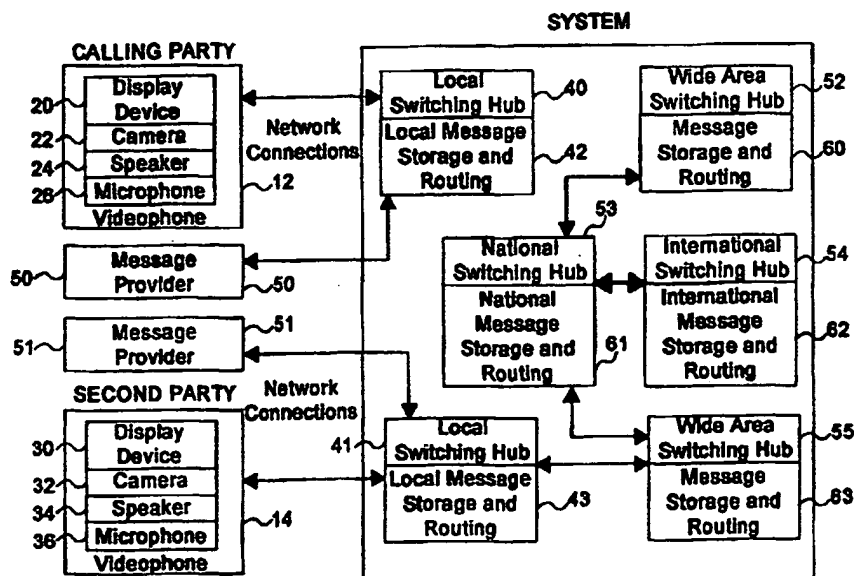 SYSTEM
CALLING PARTY
20
Display
Device
22
Camera
24
Speaker
28
Microphone
Videophone
12
Network
Connections
Local
Switching Hub
40
Local Message
Storage and
Routing
42
Wide Area
Switching Hub
52
Message
Storage and
Routing
60
50
Message
Provider
50
51
Message
Provider
51
National
Switching Hub
53
National
Message
Storage and
Routing
61
International
Switching Hub
54
International
Message
Storage and
Routing
62
SECOND PARTY
30
Display
Device
32
Camera
34
Speaker
36
Microphone
Videophone
14
Network
Connections
41
Local
Switching Hub
Local Message
Storage and
Routing
43
Wide Area
Switching Hub
55
Message
Storage and
Routing
63